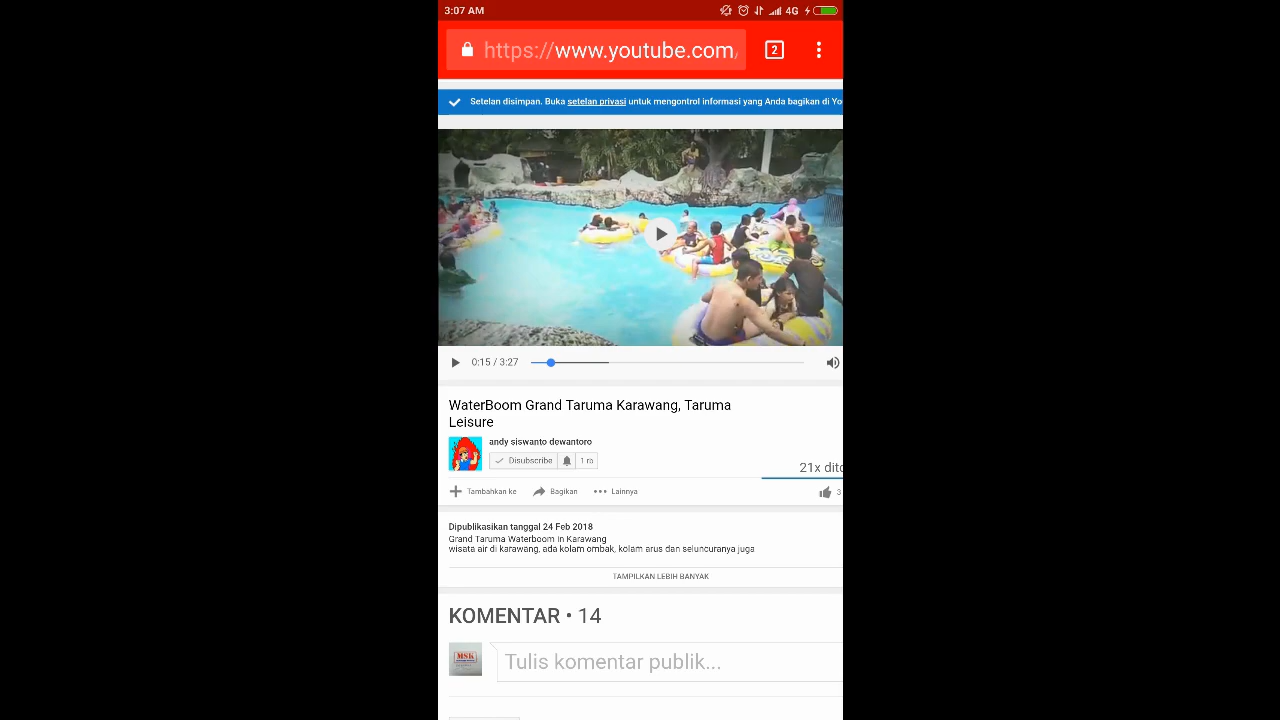 3:07 AM
4G
https://www.youtube.com/
2
Setelan disimpan. Buka setelan privasi untuk mengontrol informasi yang Anda bagikan di Yo
0:15 / 3:27
WaterBoom Grand Taruma Karawang, Taruma
Leisure
andy siswanto dewantoro
Disubscribe
1 rb
21x dito
Tambahkan ke
Bagikan
Lainnya
3
Dipublikasikan tanggal 24 Feb 2018
Grand Taruma Waterboom in Karawang
wisata air di karawang, ada kolam ombak, kolam arus dan seluncuranya juga
TAMPILKAN LEBIH BANYAK
KOMENTAR • 14
MSK
Tulis komentar publik...